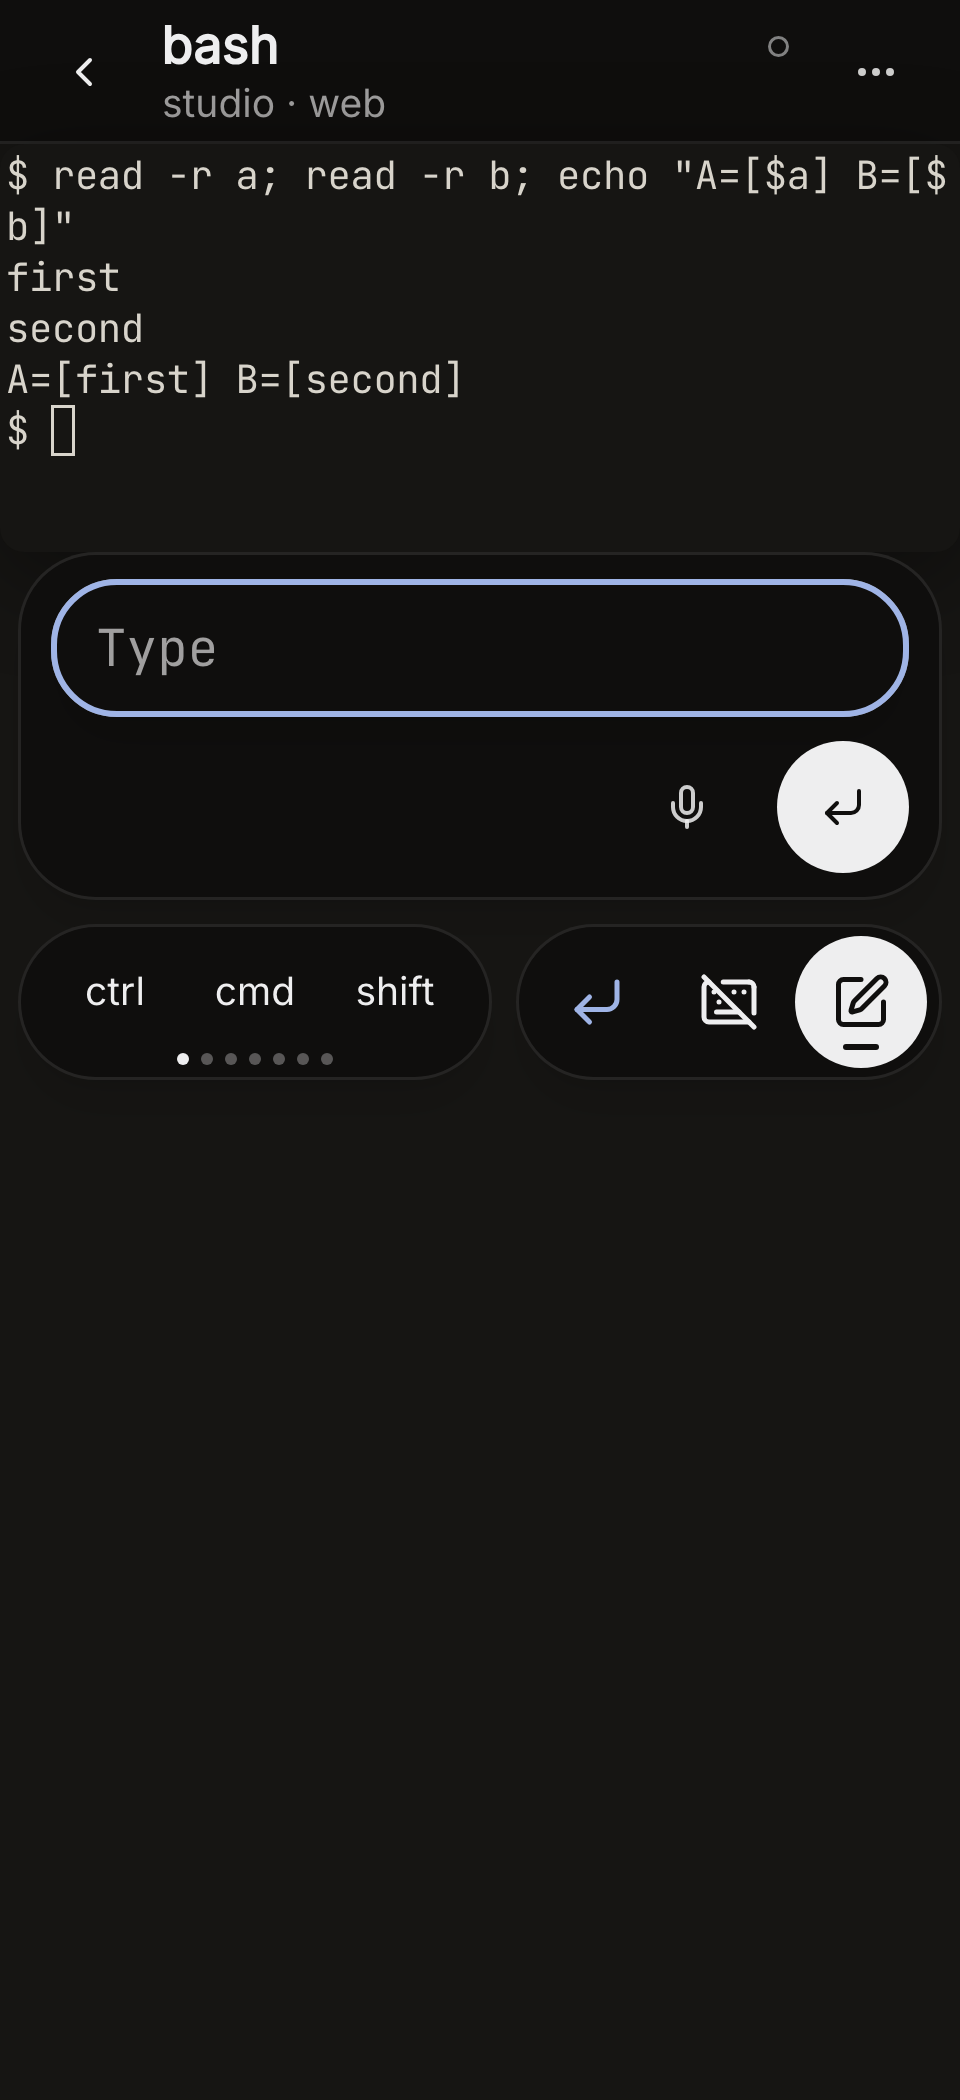 bash
studio · web
$ read -r a; read -r b; echo "A=[$a] B=[$
b]"
first
second
A=[first] B=[second]
$
Type
ctrl cmd shift